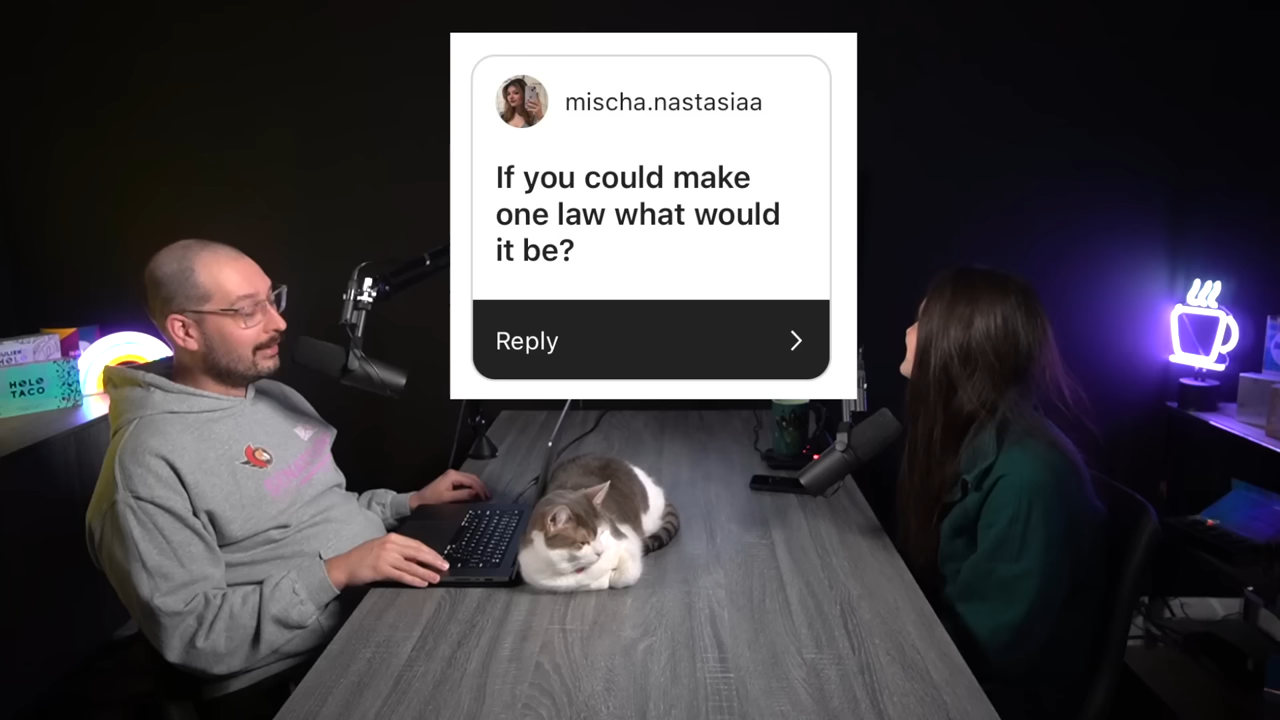 mischa.nastasiaa
If you could make
one law what would
it be?
Reply
HOLO
TACO